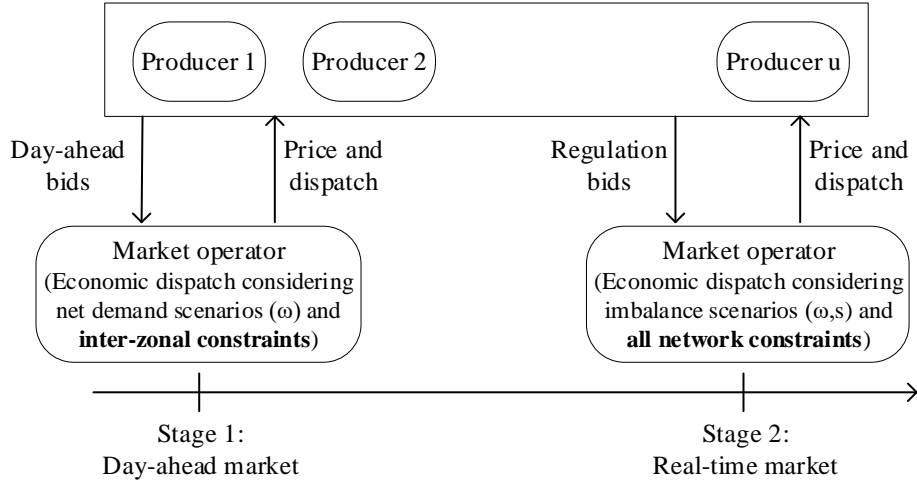 Producer 1
Producer 2
Producer u
Day-ahead
bids
Price and
dispatch
Regulation
bids
Price and
dispatch
Market operator
(Economic dispatch considering
net demand scenarios (ω) and
inter-zonal constraints)
Market operator
(Economic dispatch considering
imbalance scenarios (ω,s) and
all network constraints)
Stage 1:
Day-ahead market
Stage 2:
Real-time market